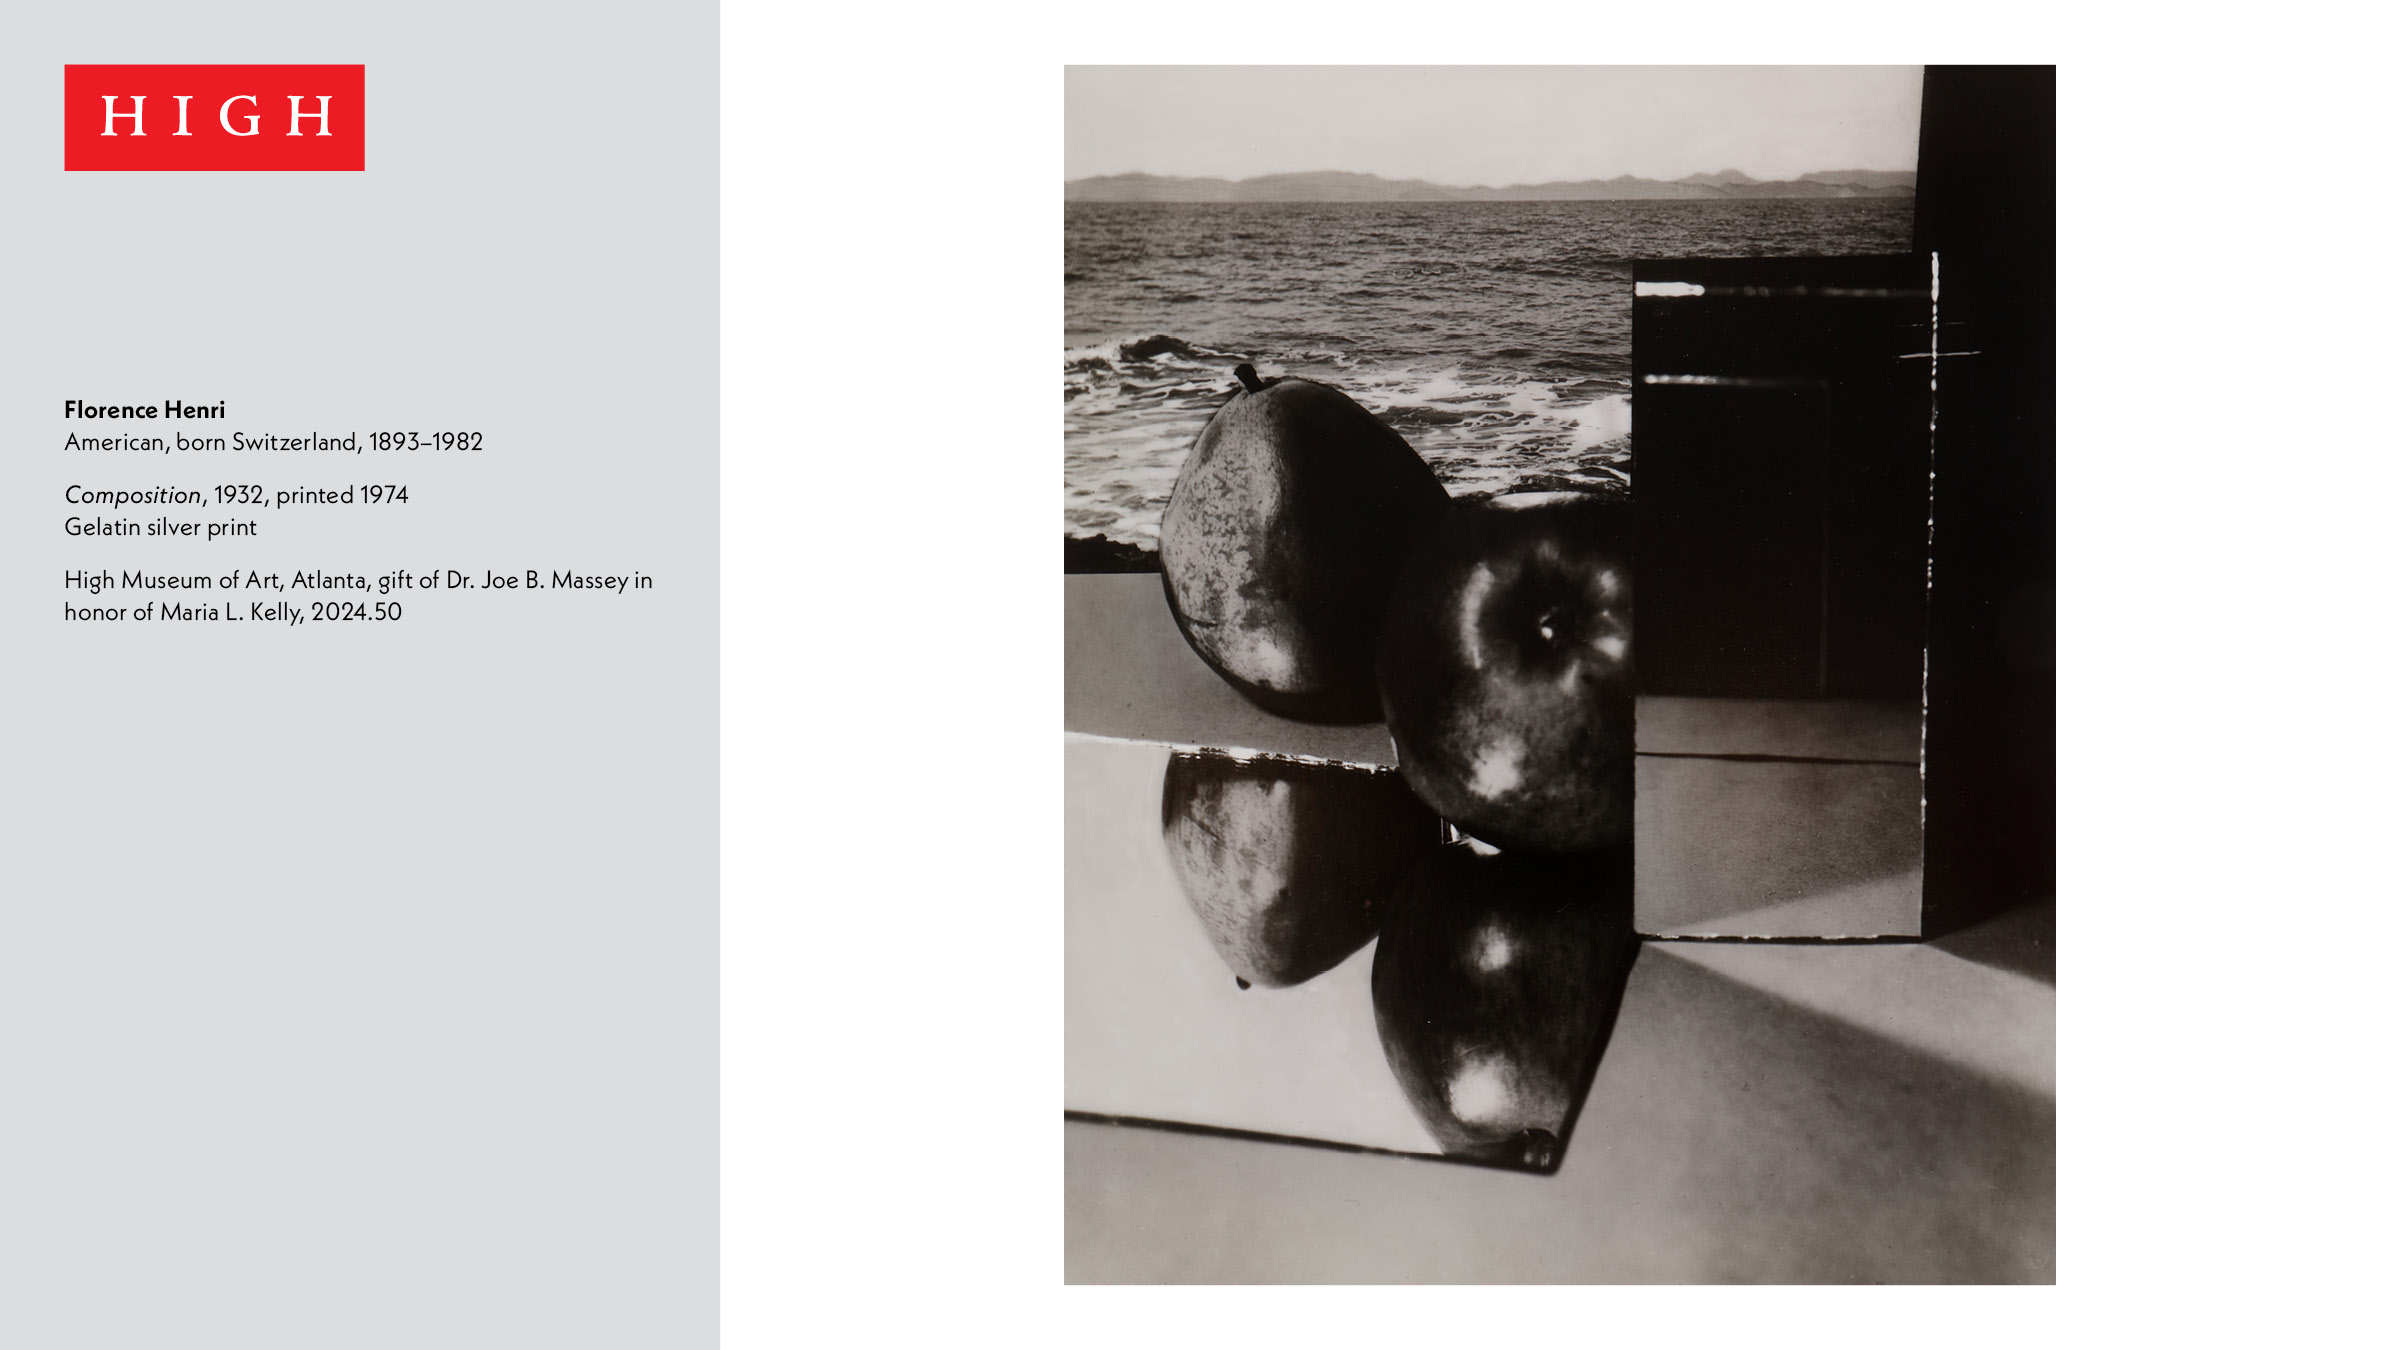 HIGH
Florence Henri
American, born Switzerland, 1893–1982
Composition, 1932, printed 1974
Gelatin silver print
High Museum of Art, Atlanta, gift of Dr. Joe B. Massey in
honor of Maria L. Kelly, 2024.50